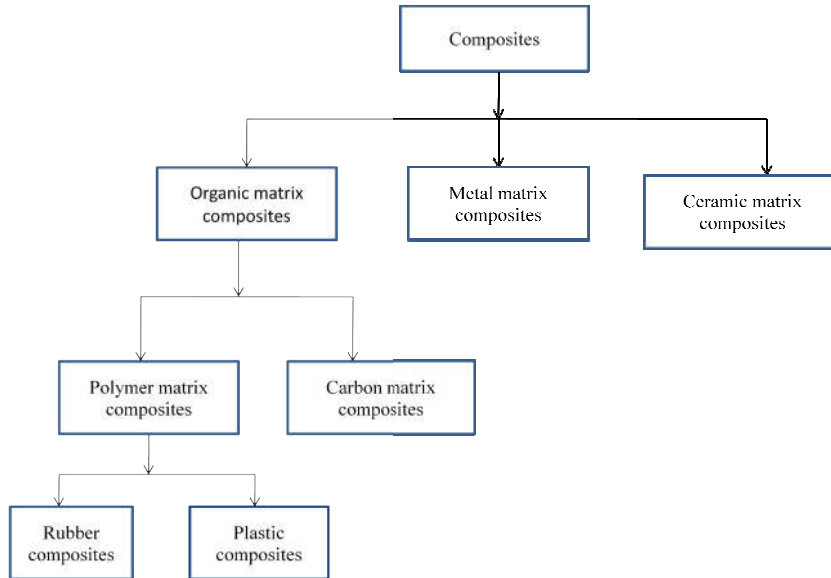 Composites
Organic matrix
composites
Metal matrix
composites
Ceramic matrix
composites
Polymer matrix
composites
Carbon matrix
composites
Rubber
composites
Plastic
composites